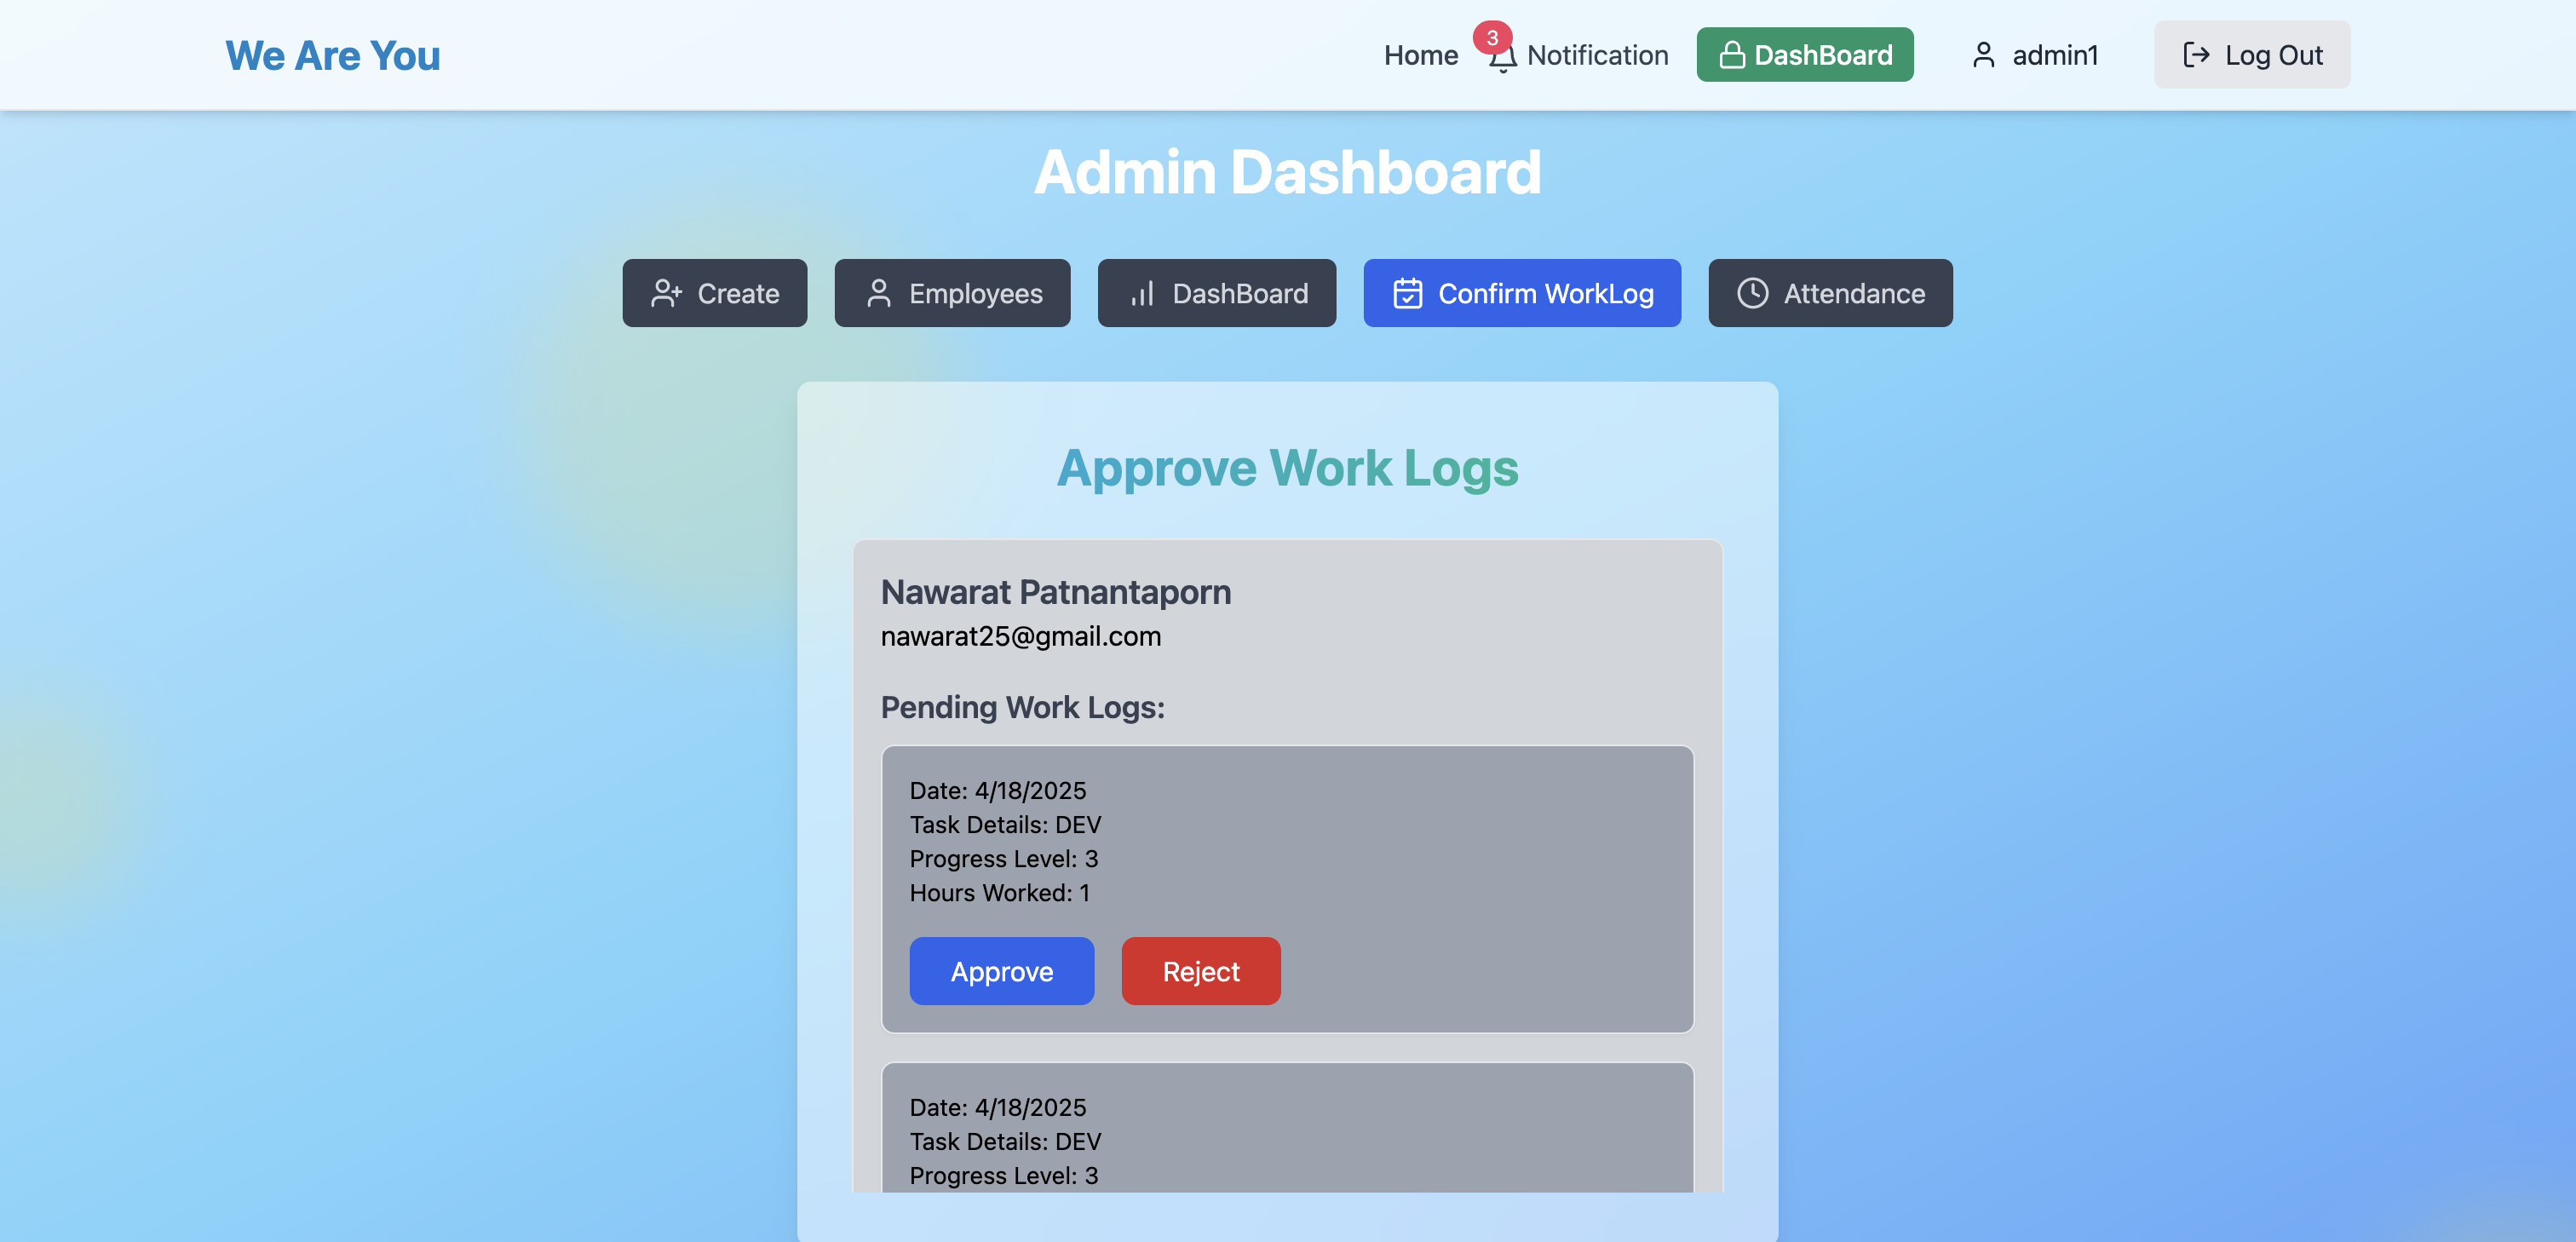 We Are You
Home 3 Notification DashBoard admin1 Log Out
Admin Dashboard
Create Employees DashBoard Confirm WorkLog Attendance
Approve Work Logs
Nawarat Patnantaporn
nawarat25@gmail.com
Pending Work Logs:
Date: 4/18/2025
Task Details: DEV
Progress Level: 3
Hours Worked: 1
Approve Reject
Date: 4/18/2025
Task Details: DEV
Progress Level: 3